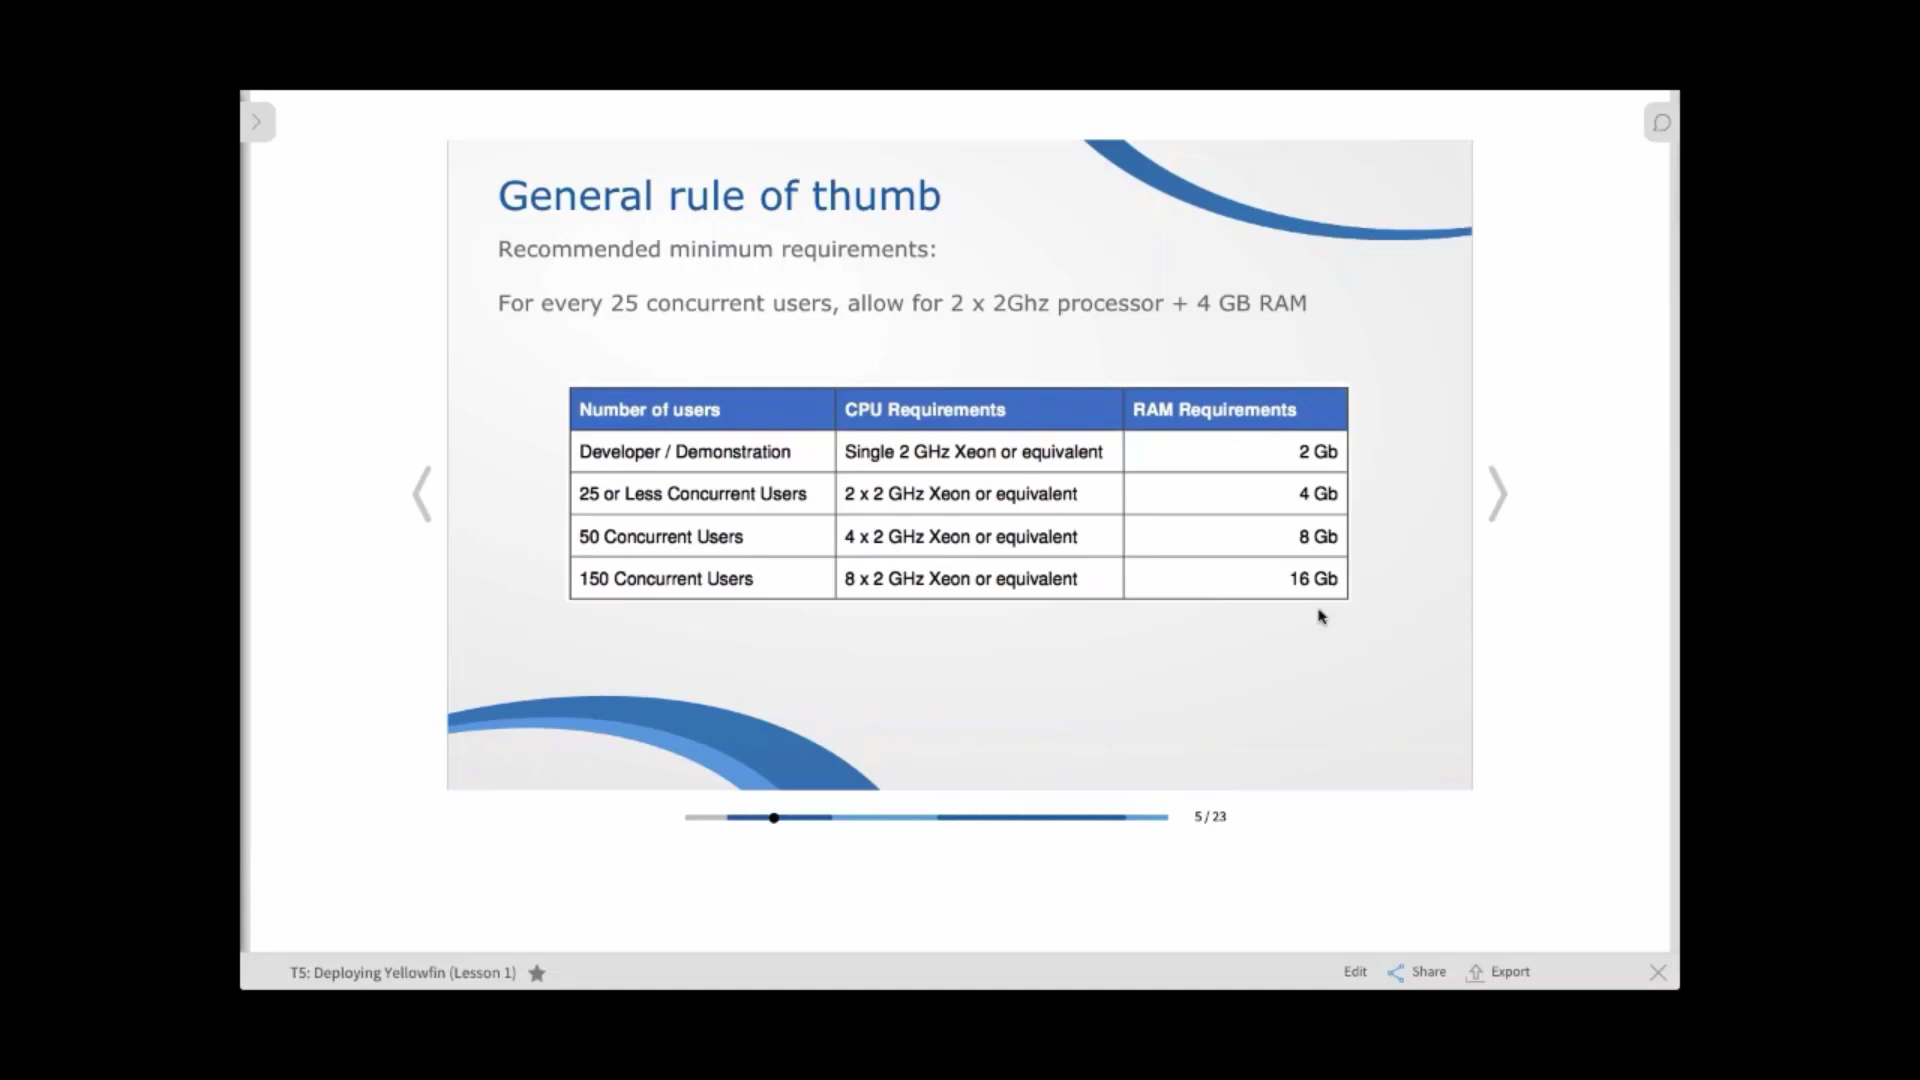 General rule of thumb
Recommended minimum requirements:
For every 25 concurrent users, allow for 2 x 2Ghz processor + 4 GB RAM
Number of users CPU Requirements RAM Requirements
Developer / Demonstration Single 2 GHz Xeon or equivalent 2 Gb
25 or Less Concurrent Users 2 x 2 GHz Xeon or equivalent 4 Gb
50 Concurrent Users 4 x 2 GHz Xeon or equivalent 8 Gb
150 Concurrent Users 8 x 2 GHz Xeon or equivalent 16 Gb
5 / 23
T5: Deploying Yellowfin (Lesson 1) Edit Share Export